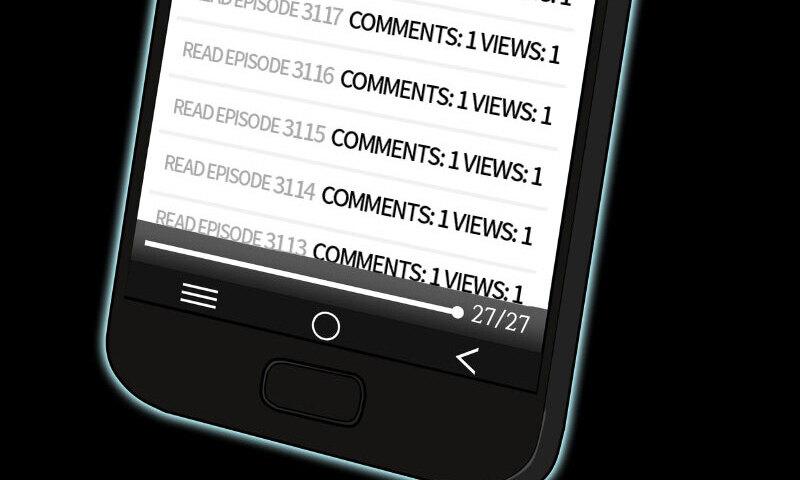 READ EPISODE 3117 COMMENTS: 1 VIEWS: 1
READ EPISODE 3116 COMMENTS: 1 VIEWS: 1
READ EPISODE 3115 COMMENTS: 1 VIEWS: 1
READ EPISODE 3114 COMMENTS: 1 VIEWS: 1
READ EPISODE 3113 COMMENTS: 1 VIEWS: 1
27/27